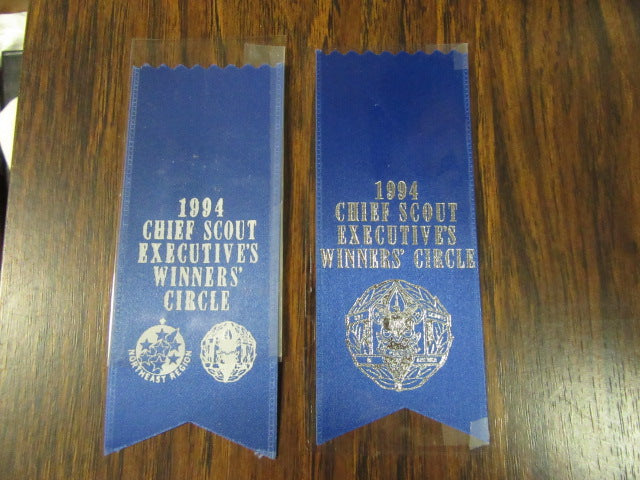 1994
CHIEF SCOUT
EXECUTIVE'S
WINNERS'
CIRCLE
NORTHEAST REGION
1994
CHIEF SCOUT
EXECUTIVE'S
WINNERS' CIRCLE